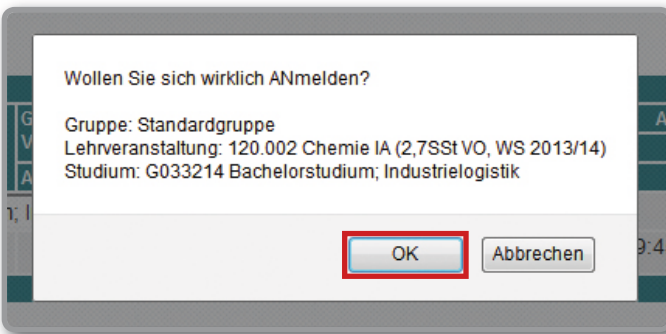 Wollen Sie sich wirklich ANmelden?
Gruppe: Standardgruppe
Lehrveranstaltung: 120.002 Chemie IA (2,7SSt VO, WS 2013/14)
Studium: G033214 Bachelorstudium; Industrielogistik
OK Abbrechen